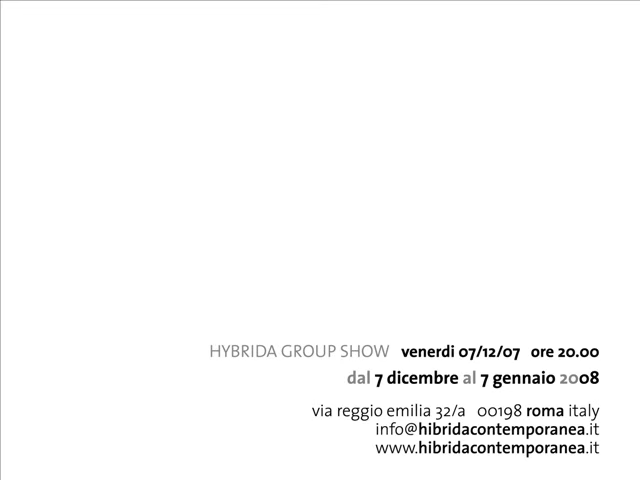 HYBRIDA GROUP SHOW venerdi 07/12/07 ore 20.00
dal 7 dicembre al 7 gennaio 2008
via reggio emilia 32/a 00198 roma italy
info@hibridacontemporanea.it
www.hibridacontemporanea.it